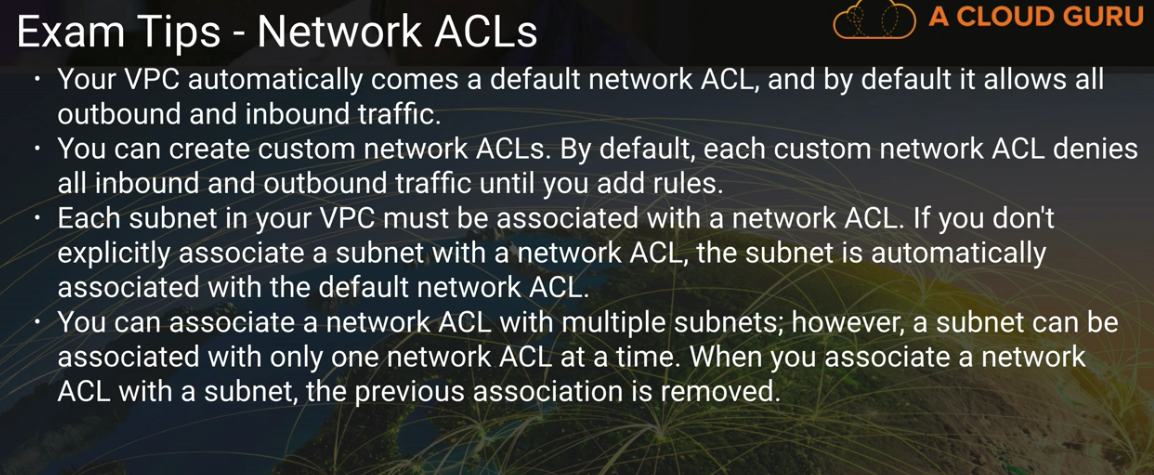 Exam Tips - Network ACLs
A CLOUD GURU
• Your VPC automatically comes a default network ACL, and by default it allows all
outbound and inbound traffic.
• You can create custom network ACLs. By default, each custom network ACL denies
all inbound and outbound traffic until you add rules.
• Each subnet in your VPC must be associated with a network ACL. If you don't
explicitly associate a subnet with a network ACL, the subnet is automatically
associated with the default network ACL.
• You can associate a network ACL with multiple subnets; however, a subnet can be
associated with only one network ACL at a time. When you associate a network
ACL with a subnet, the previous association is removed.